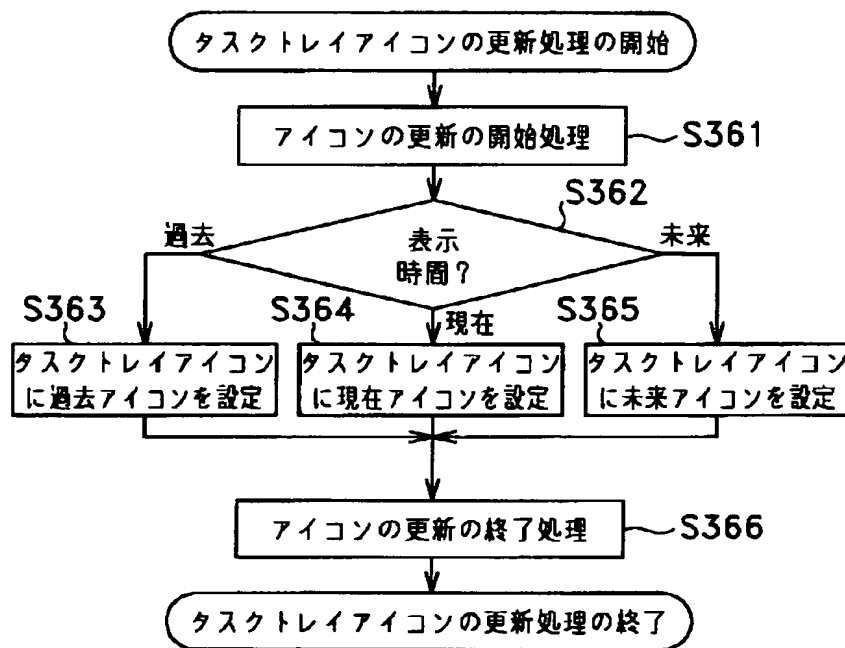 タスクトレイアイコンの更新処理の開始
アイコンの更新の開始処理
S361
S362
過去
表示
時間?
未来
現在
S363
S364
S365
タスクトレイアイコン
に過去アイコンを設定
タスクトレイアイコン
に現在アイコンを設定
タスクトレイアイコン
に未来アイコンを設定
アイコンの更新の終了処理
S366
タスクトレイアイコンの更新処理の終了